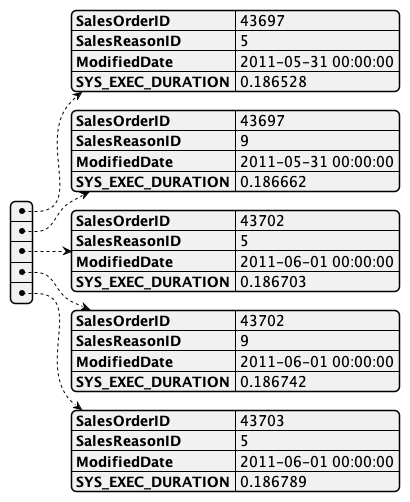 SalesOrderID 43697
SalesReasonID 5
ModifiedDate 2011-05-31 00:00:00
SYS_EXEC_DURATION 0.186528
SalesOrderID 43697
SalesReasonID 9
ModifiedDate 2011-05-31 00:00:00
SYS_EXEC_DURATION 0.186662
SalesOrderID 43702
SalesReasonID 5
ModifiedDate 2011-06-01 00:00:00
SYS_EXEC_DURATION 0.186703
SalesOrderID 43702
SalesReasonID 9
ModifiedDate 2011-06-01 00:00:00
SYS_EXEC_DURATION 0.186742
SalesOrderID 43703
SalesReasonID 5
ModifiedDate 2011-06-01 00:00:00
SYS_EXEC_DURATION 0.186789